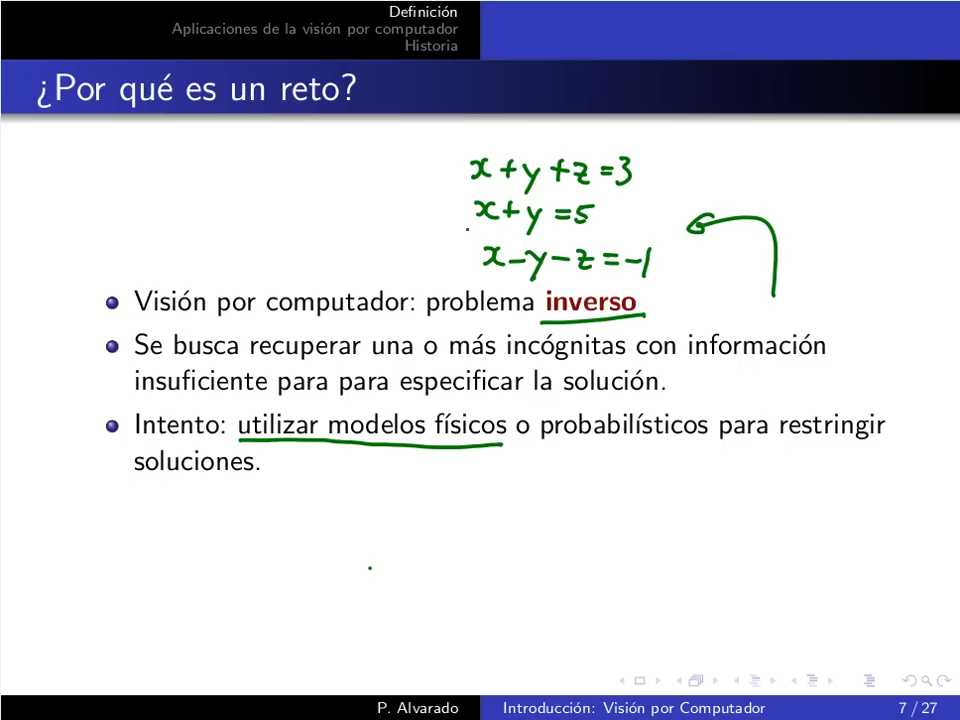 Definición
Aplicaciones de la visión por computador
Historia
¿Por qué es un reto?
x+y+z=3
x+y=5
x-y-z=-1
Visión por computador: problema inverso
Se busca recuperar una o más incógnitas con información
insuficiente para para especificar la solución.
Intento: utilizar modelos físicos o probabilísticos para restringir
soluciones.
P. Alvarado Introducción: Visión por Computador 7 / 27